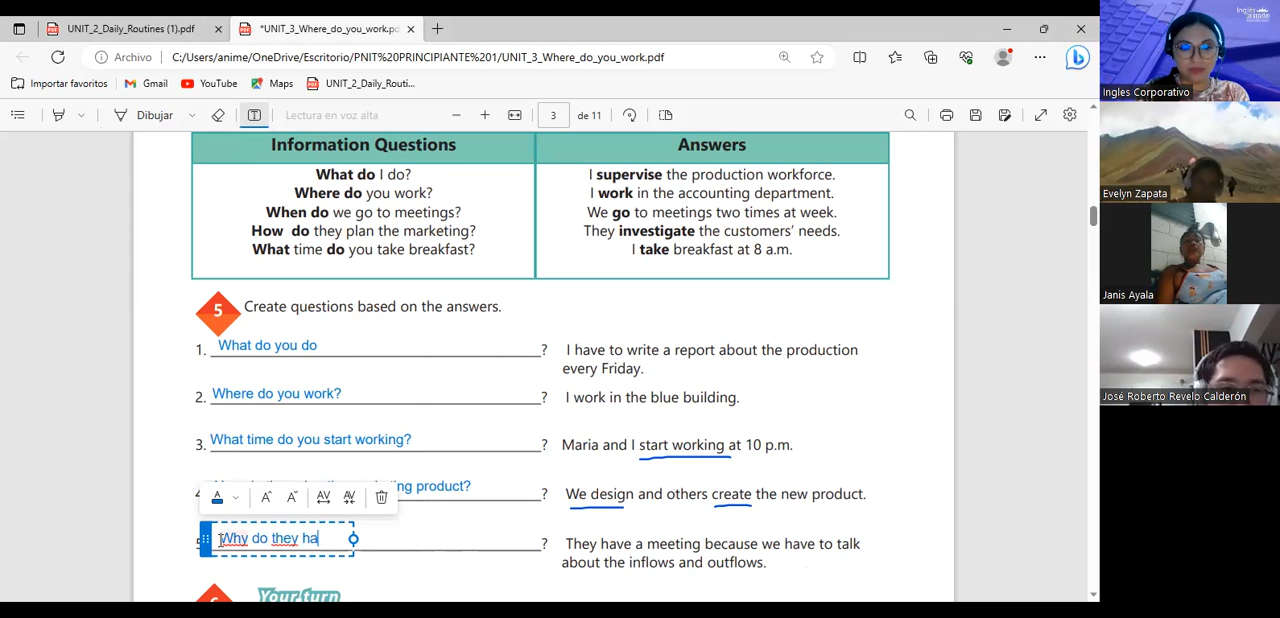 UNIT_2_Daily_Routines (1).pdf
*UNIT_3_Where_do_you_work.pd
Archivo
C:/Users/anime/OneDrive/Escritorio/PNIT%20PRINCIPIANTE%201/UNIT_3_Where_do_you_work.pdf
Importar favoritos
Gmail
YouTube
Maps
UNIT_2_Daily_Routi...
Dibujar
Lectura en voz alta
3
de 11
Information Questions
Answers
What do I do?
I supervise the production workforce.
Where do you work?
I work in the accounting department.
When do we go to meetings?
We go to meetings two times at week.
How do they plan the marketing?
They investigate the customers' needs.
What time do you take breakfast?
I take breakfast at 8 a.m.
5
Create questions based on the answers.
1. What do you do ?
I have to write a report about the production
every Friday.
2. Where do you work? ?
I work in the blue building.
3. What time do you start working? ?
Maria and I start working at 10 p.m.
product? ?
We design and others create the new product.
Why do they ha ?
They have a meeting because we have to talk
about the inflows and outflows.
Your turn
Ingles Corporativo
Evelyn Zapata
Janis Ayala
José Roberto Revelo Calderón